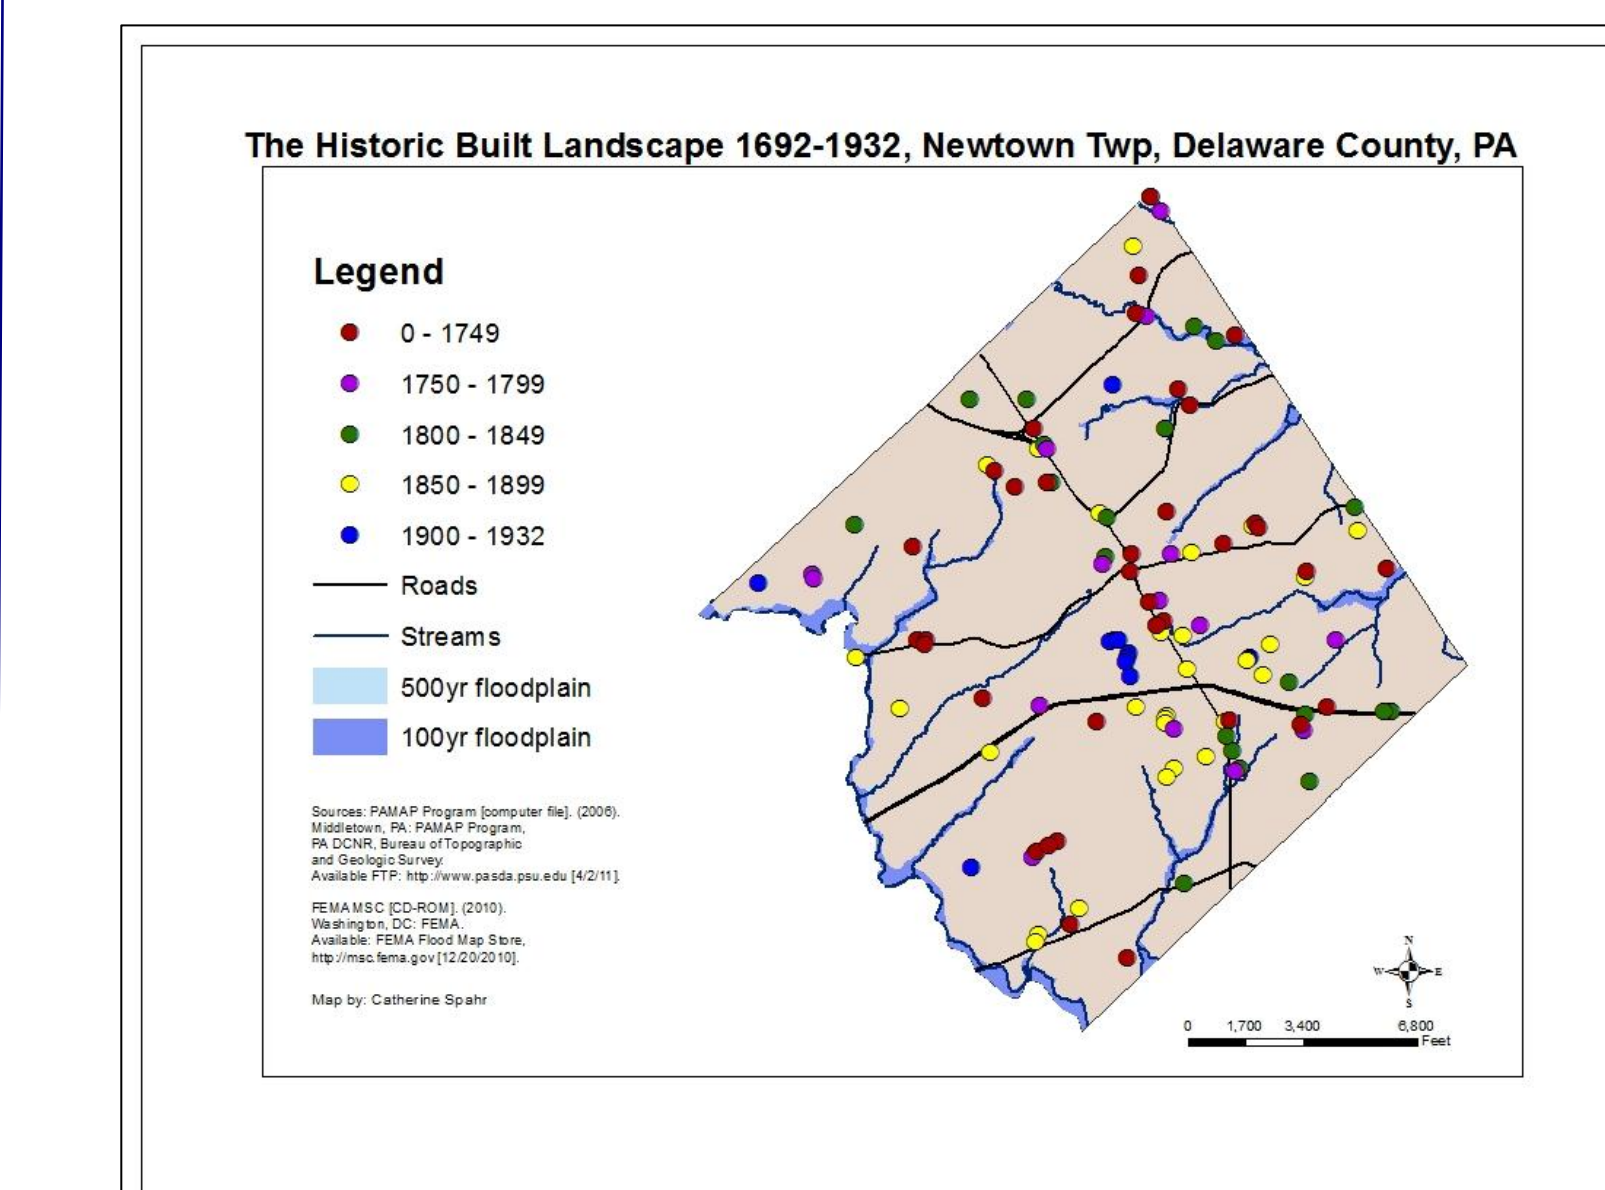 The Historic Built Landscape 1692-1932, Newtown Twp, Delaware County, PA
Legend
0 - 1749
1750 - 1799
1800 - 1849
1850 - 1899
1900 - 1932
Roads
Streams
500yr floodplain
100yr floodplain
Sources: PAMAP Program [computer file]. (2006).
Middletown, PA: PAMAP Program,
PA DCNR, Bureau of Topographic
and Geologic Survey.
Available FTP: http://www.pasda.psu.edu [4/2/11].
FEMA MSC [CD-ROM]. (2010).
Washington, DC: FEMA.
Available: FEMA Flood Map Store,
http://msc.fema.gov [12/20/2010].
Map by: Catherine Spahr
N
W E
S
0 1,700 3,400 6,800
Feet